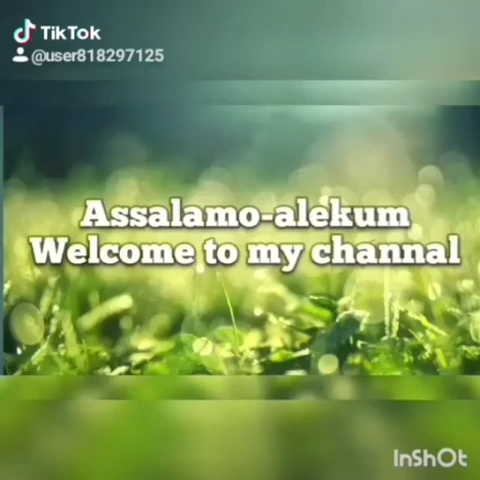 TikTok
@user818297125
Assalamo-alekum
Welcome to my channal
InShOt